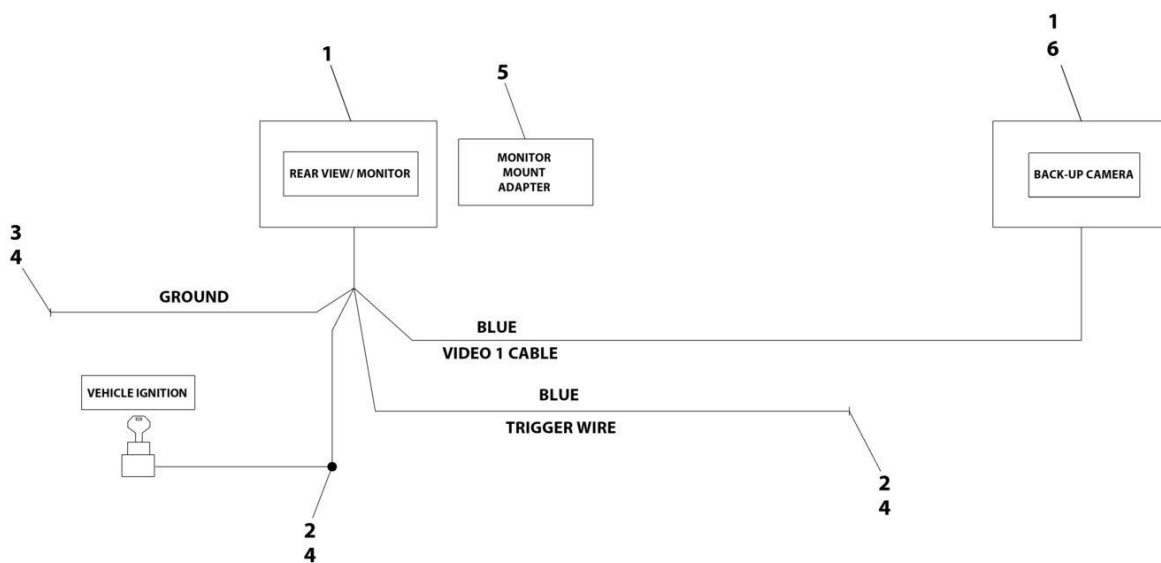 1
5
1
6
REAR VIEW/ MONITOR
MONITOR
MOUNT
ADAPTER
BACK-UP CAMERA
3
4
GROUND
BLUE
VIDEO 1 CABLE
VEHICLE IGNITION
BLUE
TRIGGER WIRE
2
4
2
4